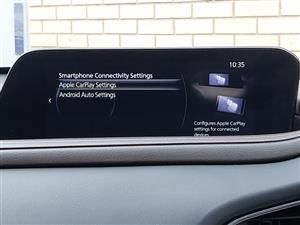 10:35
Smartphone Connectivity Settings
Apple CarPlay Settings
Android Auto Settings
Configures Apple CarPlay
settings for connected
devices